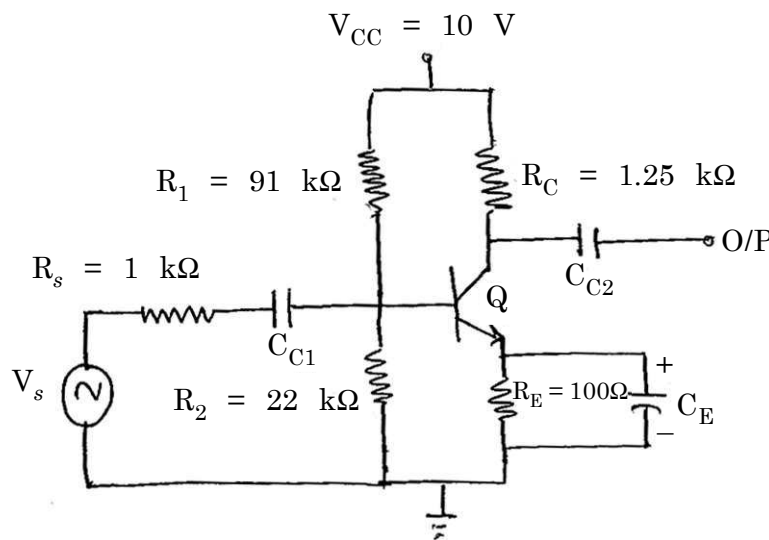 V_CC = 10 V
R_1 = 91 kΩ
R_C = 1.25 kΩ
O/P
R_s = 1 kΩ
C_C2
Q
C_C1
V_s
R_2 = 22 kΩ
R_E = 100Ω
+
C_E
−